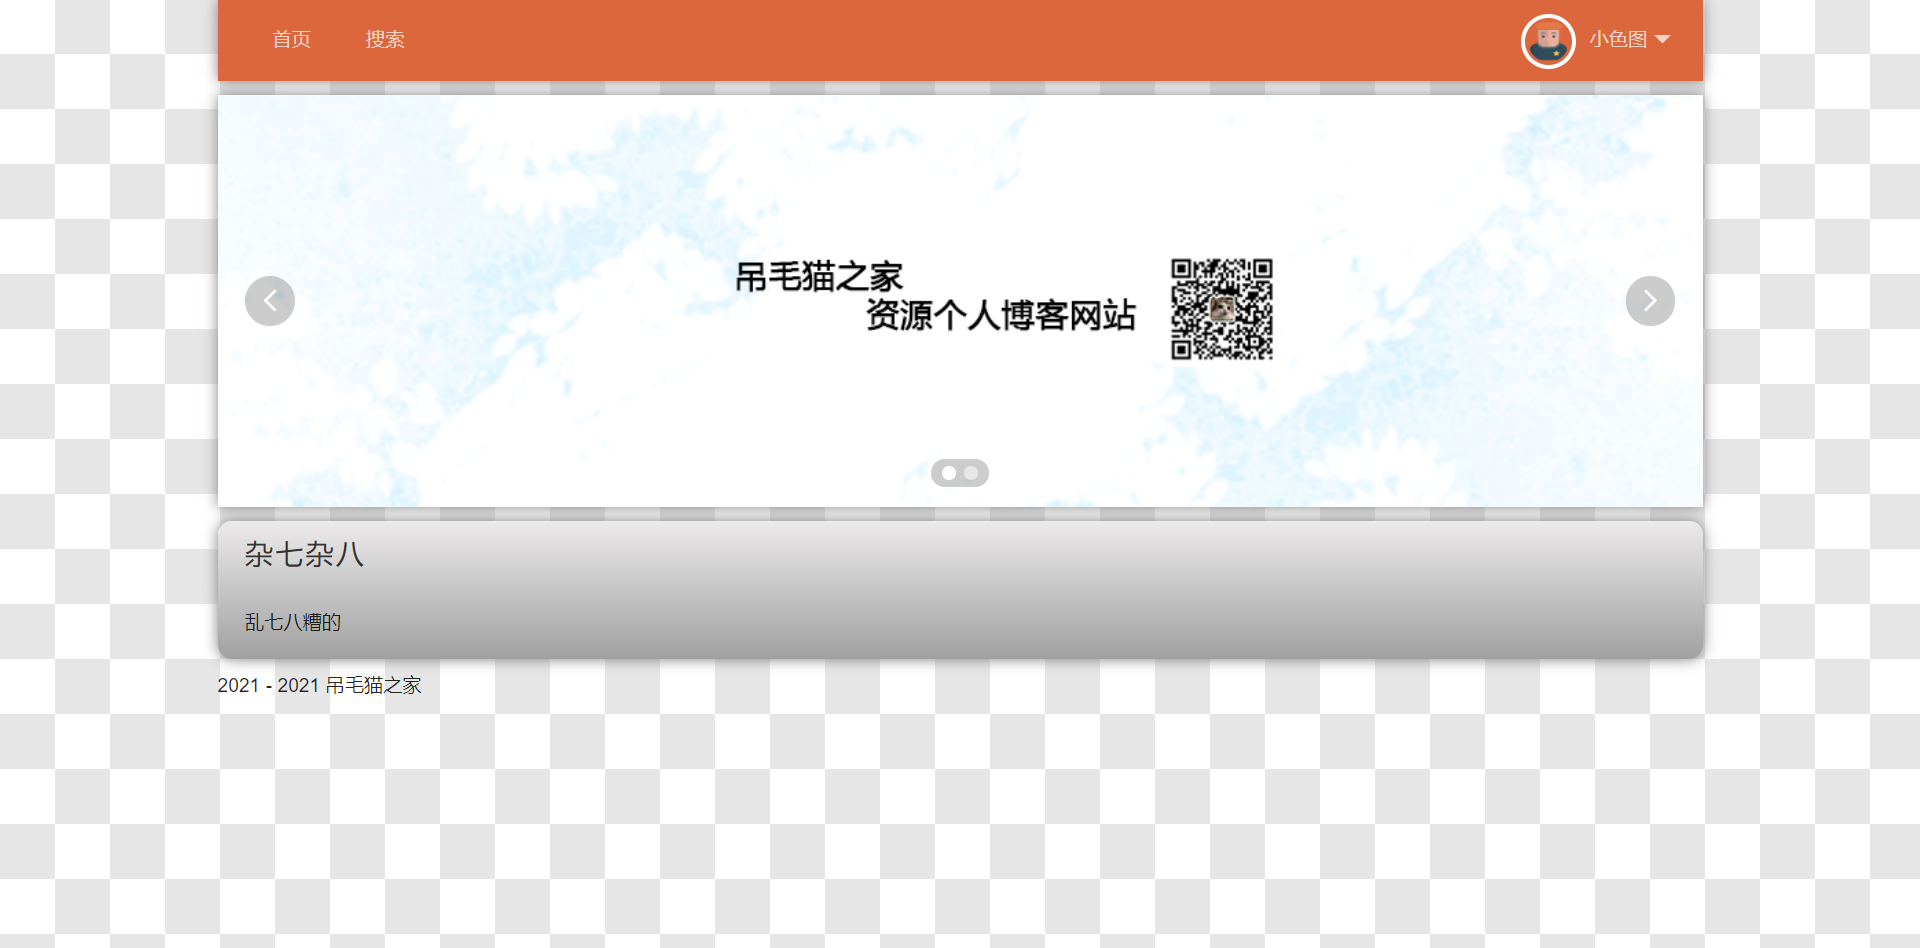 首页
搜索
小色图
吊毛猫之家
资源个人博客网站
杂七杂八
乱七八糟的
2021 - 2021 吊毛猫之家